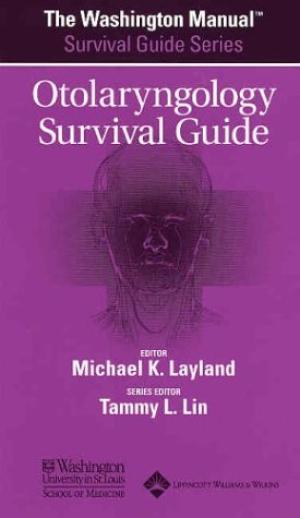 The Washington Manual™
Survival Guide Series
Otolaryngology
Survival Guide
EDITOR
Michael K. Layland
SERIES EDITOR
Tammy L. Lin
Washington
University in St. Louis
SCHOOL OF MEDICINE
LIPPINCOTT WILLIAMS & WILKINS